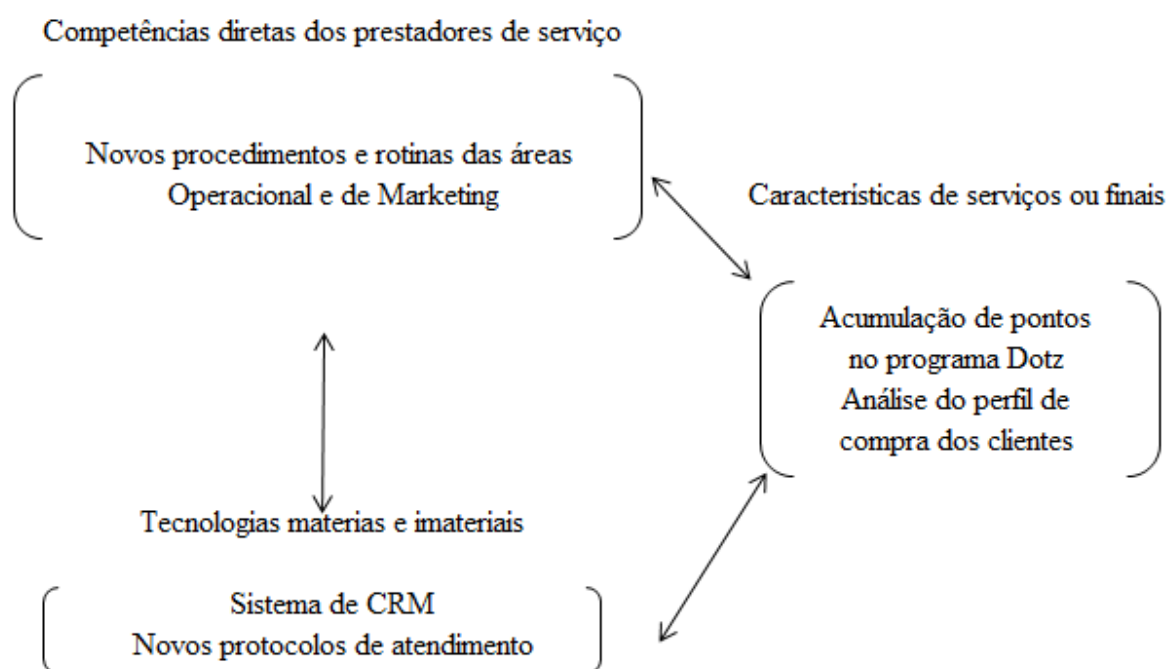 Competências diretas dos prestadores de serviço
Novos procedimentos e rotinas das áreas
Operacional e de Marketing
Características de serviços ou finais
Acumulação de pontos
no programa Dotz
Análise do perfil de
compra dos clientes
Tecnologias materias e imateriais
Sistema de CRM
Novos protocolos de atendimento